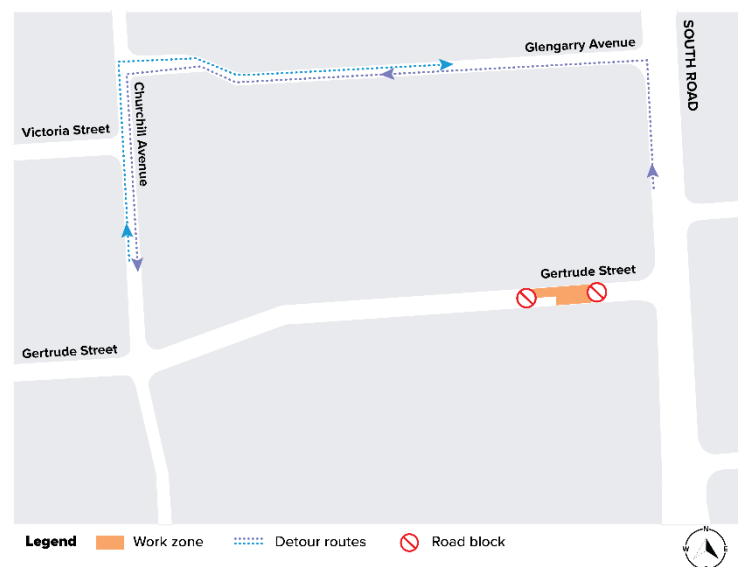 Glengarry Avenue
SOUTH ROAD
Churchill Avenue
Victoria Street
Gertrude Street
Gertrude Street
Legend
Work zone
Detour routes
Road block
N
W
E
S